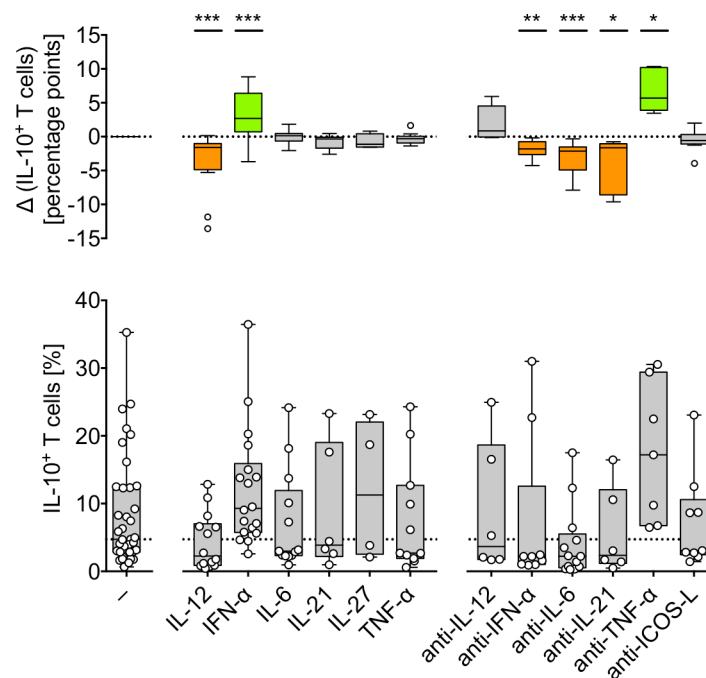 *** *** ** *** * *
Δ (IL-10⁺ T cells)
[percentage points]
15
10
5
0
-5
-10
-15
IL-10⁺ T cells [%]
40
30
20
10
0
–
IL-12
IFN-α
IL-6
IL-21
IL-27
TNF-α
anti-IL-12
anti-IFN-α
anti-IL-6
anti-IL-21
anti-TNF-α
anti-ICOS-L